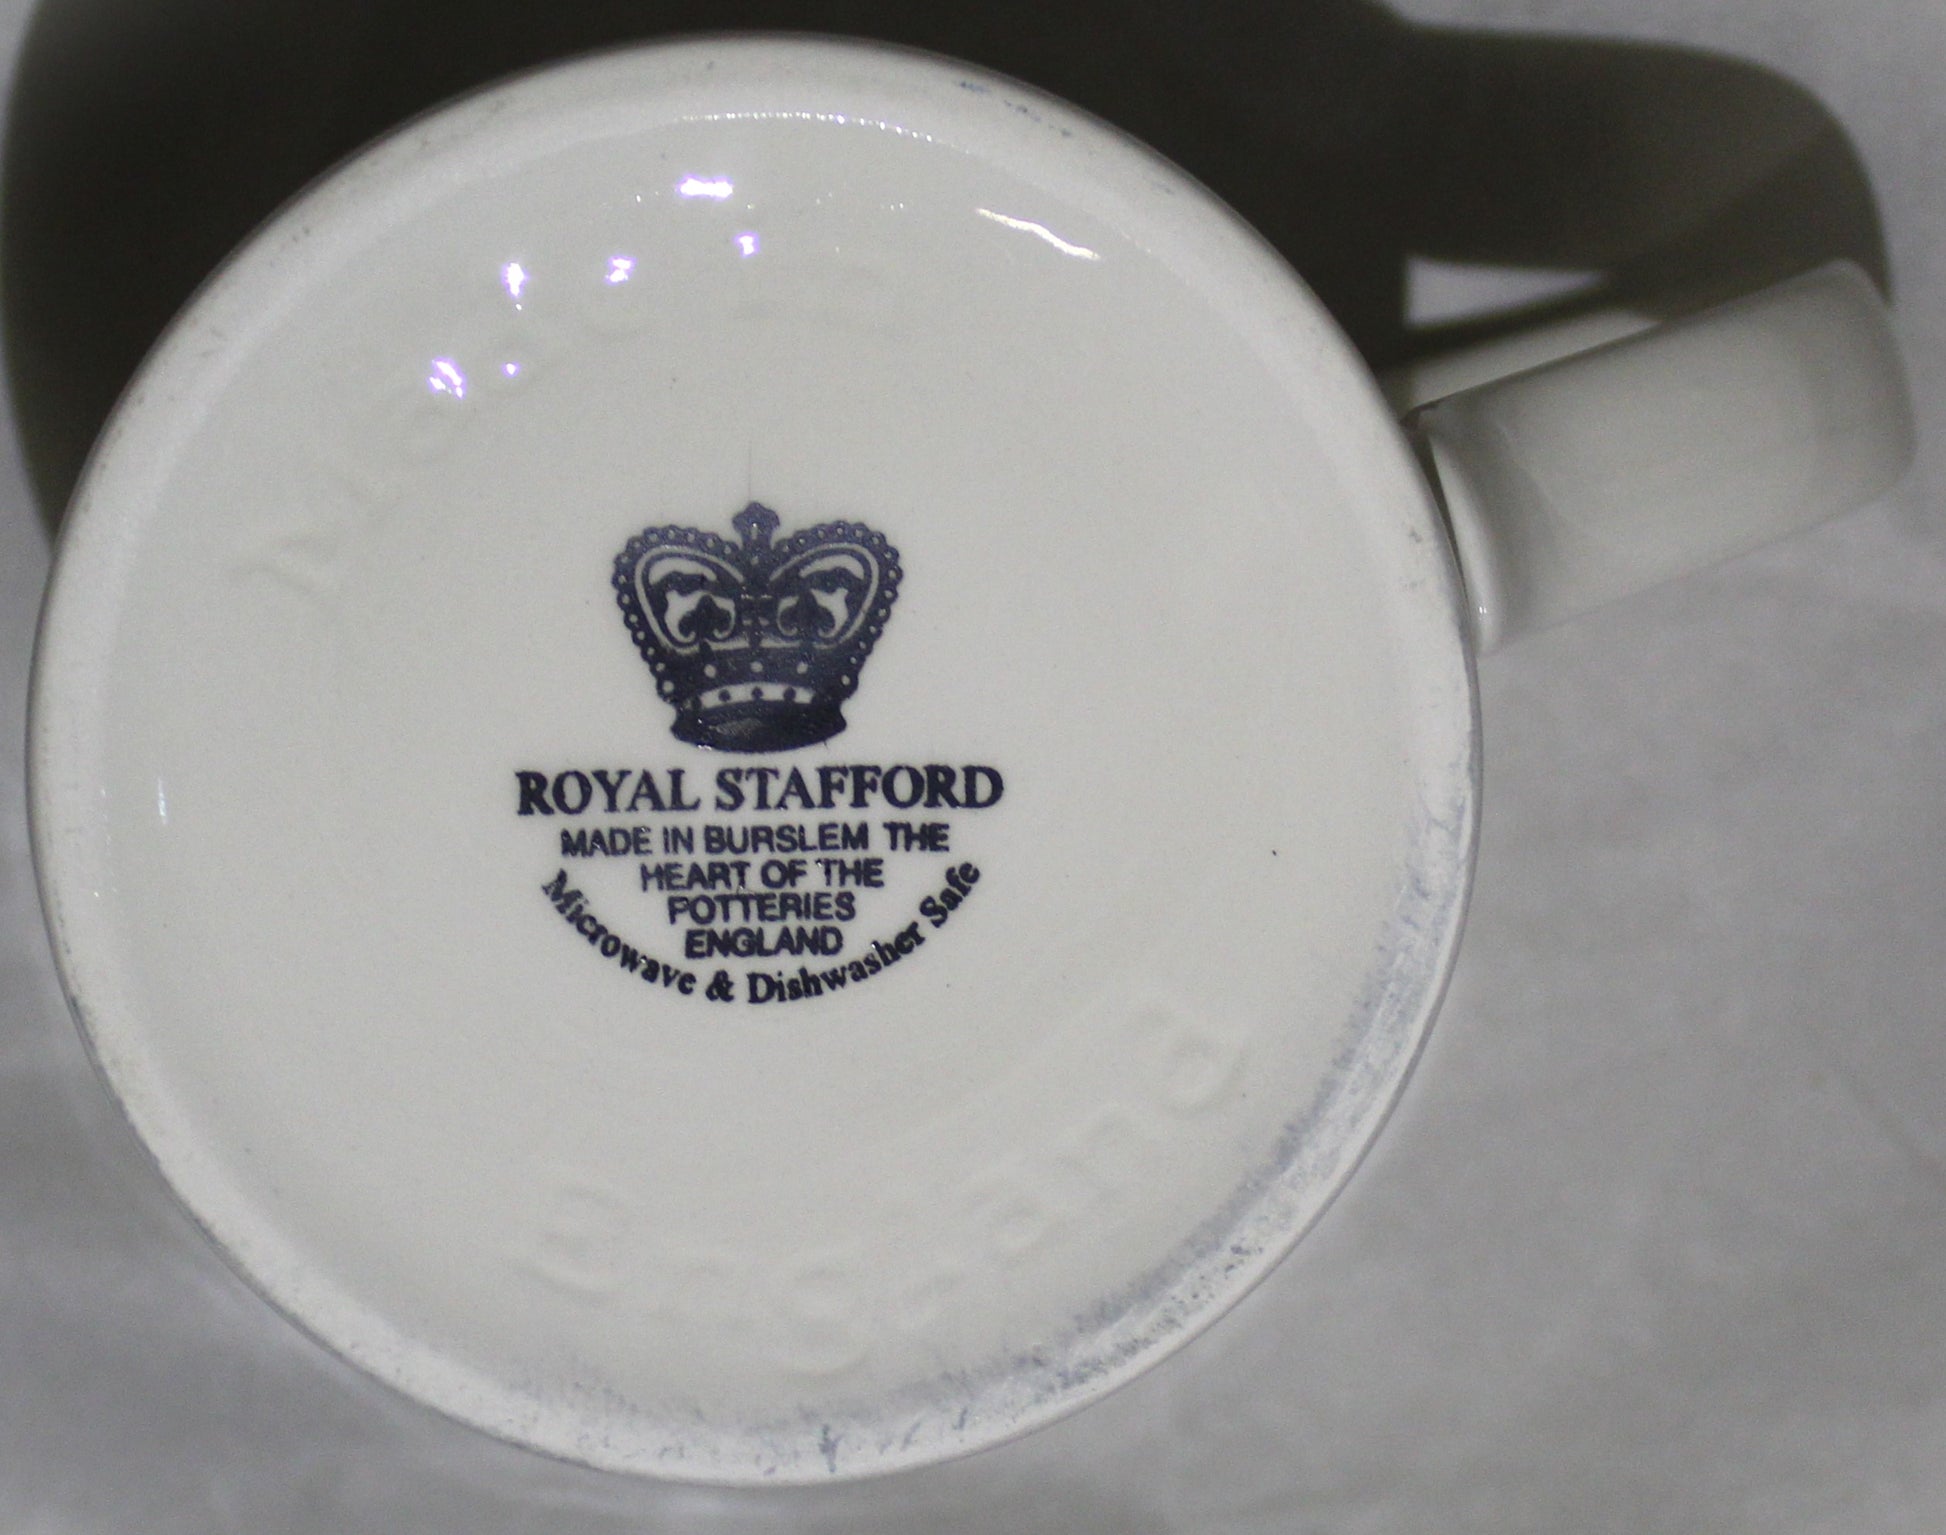 ROYAL STAFFORD
MADE IN BURSLEM THE
HEART OF THE
POTTERIES
ENGLAND
Microwave & Dishwasher Safe